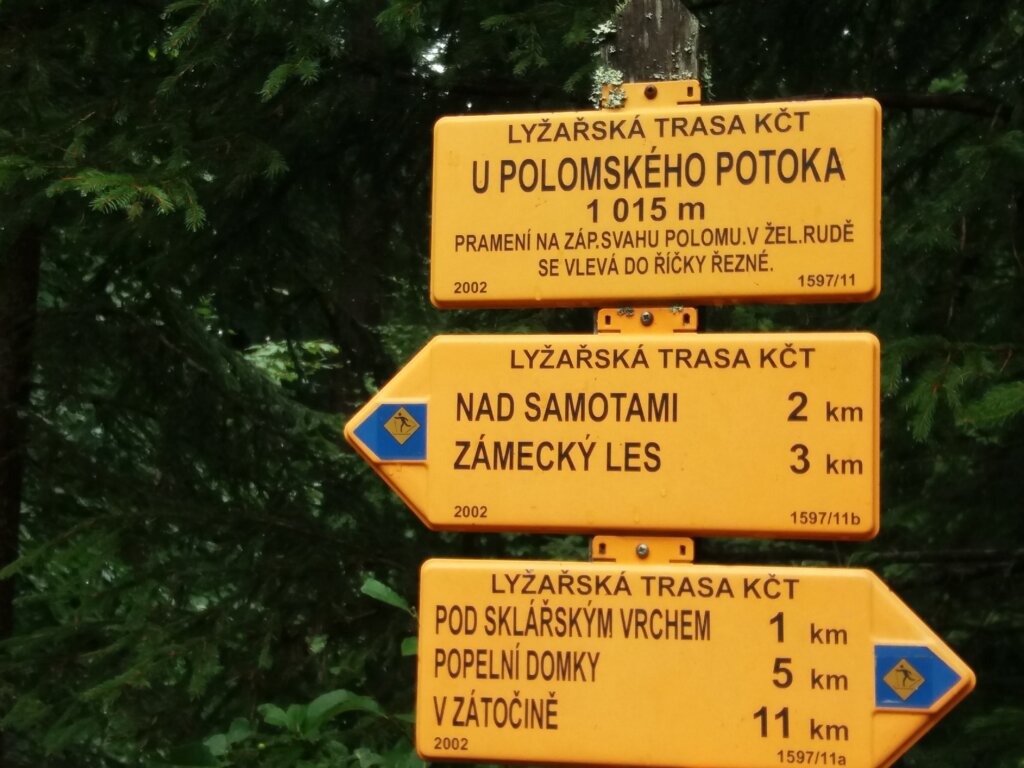 LYŽAŘSKÁ TRASA KČT
U POLOMSKÉHO POTOKA
1 015 m
PRAMENÍ NA ZÁP.SVAHU POLOMU.V ŽEL.RUDĚ
SE VLEVÁ DO ŘÍČKY ŘEZNÉ.
2002 1597/11
LYŽAŘSKÁ TRASA KČT
NAD SAMOTAMI 2 km
ZÁMECKÝ LES 3 km
2002 1597/11b
LYŽAŘSKÁ TRASA KČT
POD SKLÁŘSKÝM VRCHEM 1 km
POPELNÍ DOMKY 5 km
V ZÁTOČINĚ 11 km
2002 1597/11a